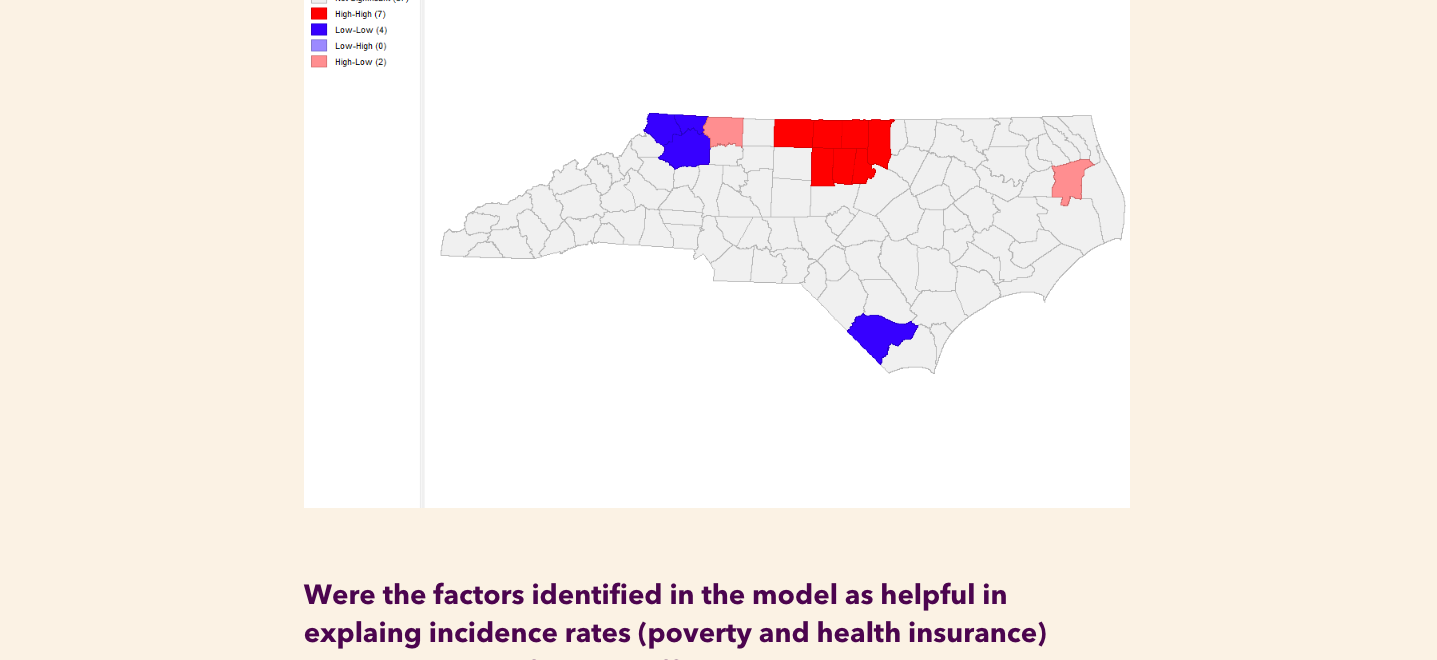 High-High (7)
Low-Low (4)
Low-High (0)
High-Low (2)
Were the factors identified in the model as helpful in
explaing incidence rates (poverty and health insurance)